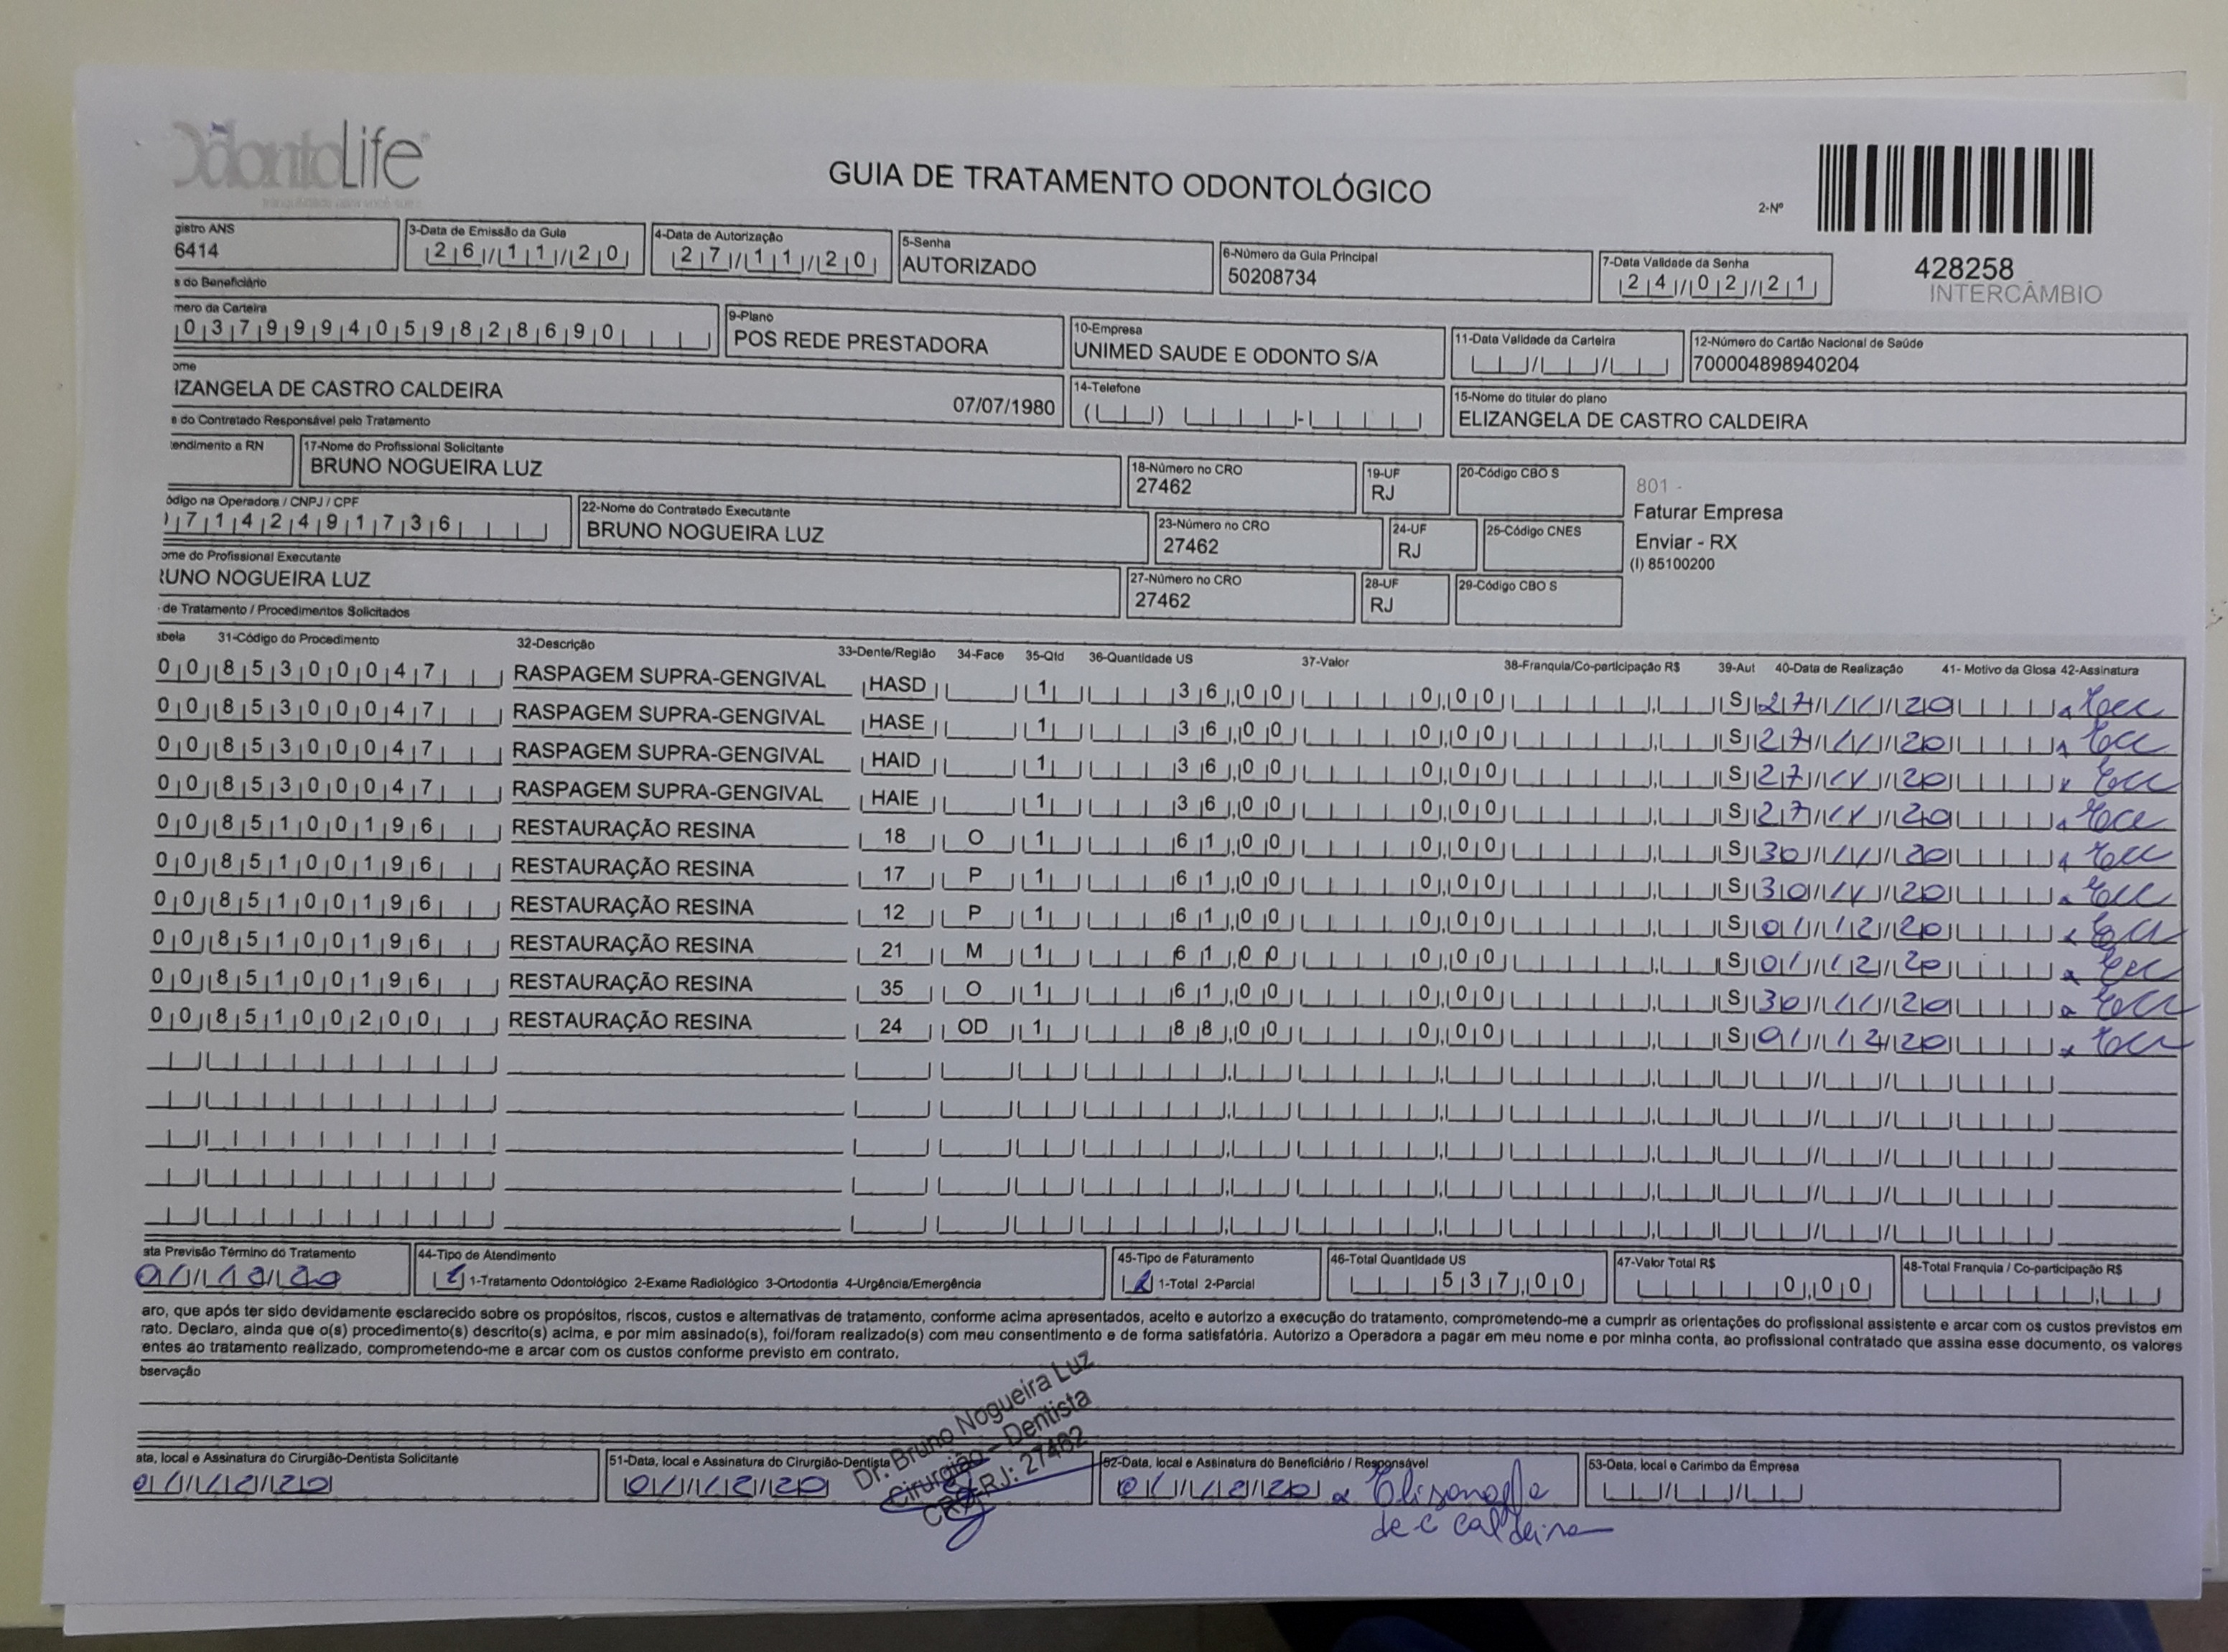 OdontoLife
GUIA DE TRATAMENTO ODONTOLÓGICO
2-Nº
428258
INTERCÂMBIO
gistro ANS
6414
3-Data de Emissão da Guia
26/11/20
4-Data de Autorização
27/11/20
5-Senha
AUTORIZADO
6-Número da Guia Principal
50208734
7-Data Validade da Senha
24/02/21
s do Beneficiário
mero da Carteira
03799940598286 90
9-Plano
POS REDE PRESTADORA
10-Empresa
UNIMED SAUDE E ODONTO S/A
11-Data Validade da Carteira
12-Número do Cartão Nacional de Saúde
700004898940204
ome
IZANGELA DE CASTRO CALDEIRA
07/07/1980
14-Telefone
15-Nome do titular do plano
ELIZANGELA DE CASTRO CALDEIRA
e do Contratado Responsável pelo Tratamento
endimento a RN
17-Nome do Profissional Solicitante
BRUNO NOGUEIRA LUZ
18-Número no CRO
27462
19-UF
RJ
20-Código CBO S
801 -
Faturar Empresa
Enviar - RX
(I) 85100200
ódigo na Operadora / CNPJ / CPF
7142491736
22-Nome do Contratado Executante
BRUNO NOGUEIRA LUZ
23-Número no CRO
27462
24-UF
RJ
25-Código CNES
ome do Profissional Executante
RUNO NOGUEIRA LUZ
27-Número no CRO
27462
28-UF
RJ
29-Código CBO S
de Tratamento / Procedimentos Solicitados
abela 31-Código do Procedimento 32-Descrição 33-Dente/Região 34-Face 35-Qtd 36-Quantidade US 37-Valor 38-Franquia/Co-participação R$ 39-Aut 40-Data de Realização 41- Motivo da Glosa 42-Assinatura
00 85300047 RASPAGEM SUPRA-GENGIVAL HASD 1 36,00 0,00 S 27/11/20
00 85300047 RASPAGEM SUPRA-GENGIVAL HASE 1 36,00 0,00 S 27/11/20
00 85300047 RASPAGEM SUPRA-GENGIVAL HAID 1 36,00 0,00 S 27/11/20
00 85300047 RASPAGEM SUPRA-GENGIVAL HAIE 1 36,00 0,00 S 27/11/20
00 85100196 RESTAURAÇÃO RESINA 18 O 1 61,00 0,00 S 30/11/20
00 85100196 RESTAURAÇÃO RESINA 17 P 1 61,00 0,00 S 30/11/20
00 85100196 RESTAURAÇÃO RESINA 12 P 1 61,00 0,00 S 01/12/20
00 85100196 RESTAURAÇÃO RESINA 21 M 1 61,00 0,00 S 01/12/20
00 85100196 RESTAURAÇÃO RESINA 35 O 1 61,00 0,00 S 30/11/20
00 85100200 RESTAURAÇÃO RESINA 24 OD 1 88,00 0,00 S 01/12/20
ata Previsão Término do Tratamento
01/12/20
44-Tipo de Atendimento
1 1-Tratamento Odontológico 2-Exame Radiológico 3-Ortodontia 4-Urgência/Emergência
45-Tipo de Faturamento
1 1-Total 2-Parcial
46-Total Quantidade US
537,00
47-Valor Total R$
0,00
48-Total Franquia / Co-participação R$
aro, que após ter sido devidamente esclarecido sobre os propósitos, riscos, custos e alternativas de tratamento, conforme acima apresentados, aceito e autorizo a execução do tratamento, comprometendo-me a cumprir as orientações do profissional assistente e arcar com os custos previstos em
rato. Declaro, ainda que o(s) procedimento(s) descrito(s) acima, e por mim assinado(s), foi/foram realizado(s) com meu consentimento e de forma satisfatória. Autorizo a Operadora a pagar em meu nome e por minha conta, ao profissional contratado que assina esse documento, os valores
entes ao tratamento realizado, comprometendo-me a arcar com os custos conforme previsto em contrato.
bservação
ata, local e Assinatura do Cirurgião-Dentista Solicitante
01/12/20
51-Data, local e Assinatura do Cirurgião-Dentista
01/12/20
Dr. Bruno Nogueira Luz
Cirurgião - Dentista
CRO-RJ: 27462
52-Data, local e Assinatura do Beneficiário / Responsável
01/12/20 x Elisangela
de c caldeira
53-Data, local e Carimbo da Empresa